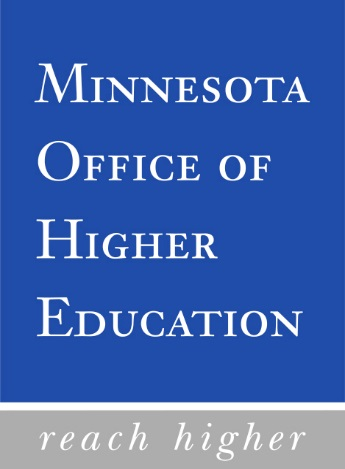 Minnesota
Office of
Higher
Education
reach higher